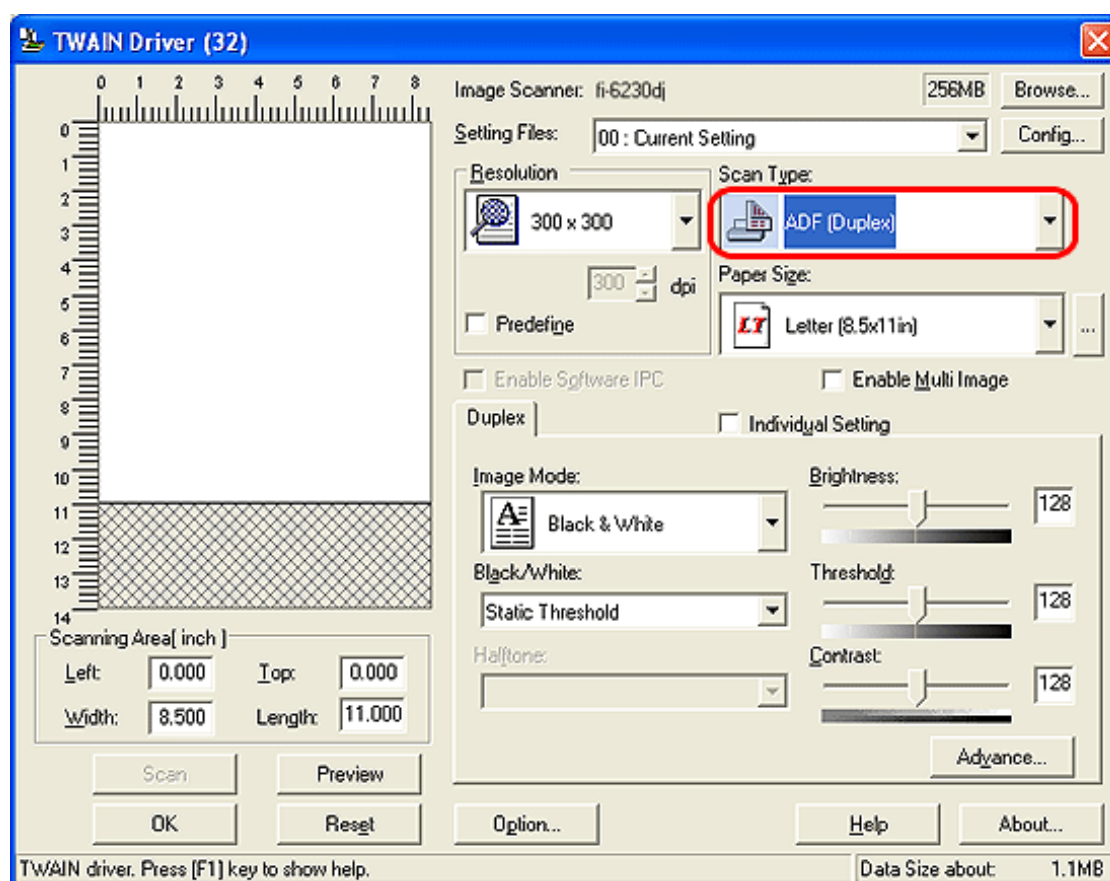 TWAIN Driver (32)
0 1 2 3 4 5 6 7 8
0
1
2
3
4
5
6
7
8
9
10
11
12
13
14
Scanning Area[ inch ]
Left: 0.000 Top: 0.000
Width: 8.500 Length: 11.000
Scan Preview
OK Reset
Image Scanner: fi-6230dj 256MB Browse...
Setting Files: 00 : Current Setting Config...
Resolution
300 x 300
300 dpi
Predefine
Scan Type:
ADF (Duplex)
Paper Size:
LT Letter (8.5x11in) ...
Enable Software IPC Enable Multi Image
Duplex Individual Setting
Image Mode:
A Black & White
Black/White:
Static Threshold
Halftone:
Brightness:
128
Threshold:
128
Contrast:
128
Advance...
Option... Help About...
TWAIN driver. Press [F1] key to show help. Data Size about: 1.1MB